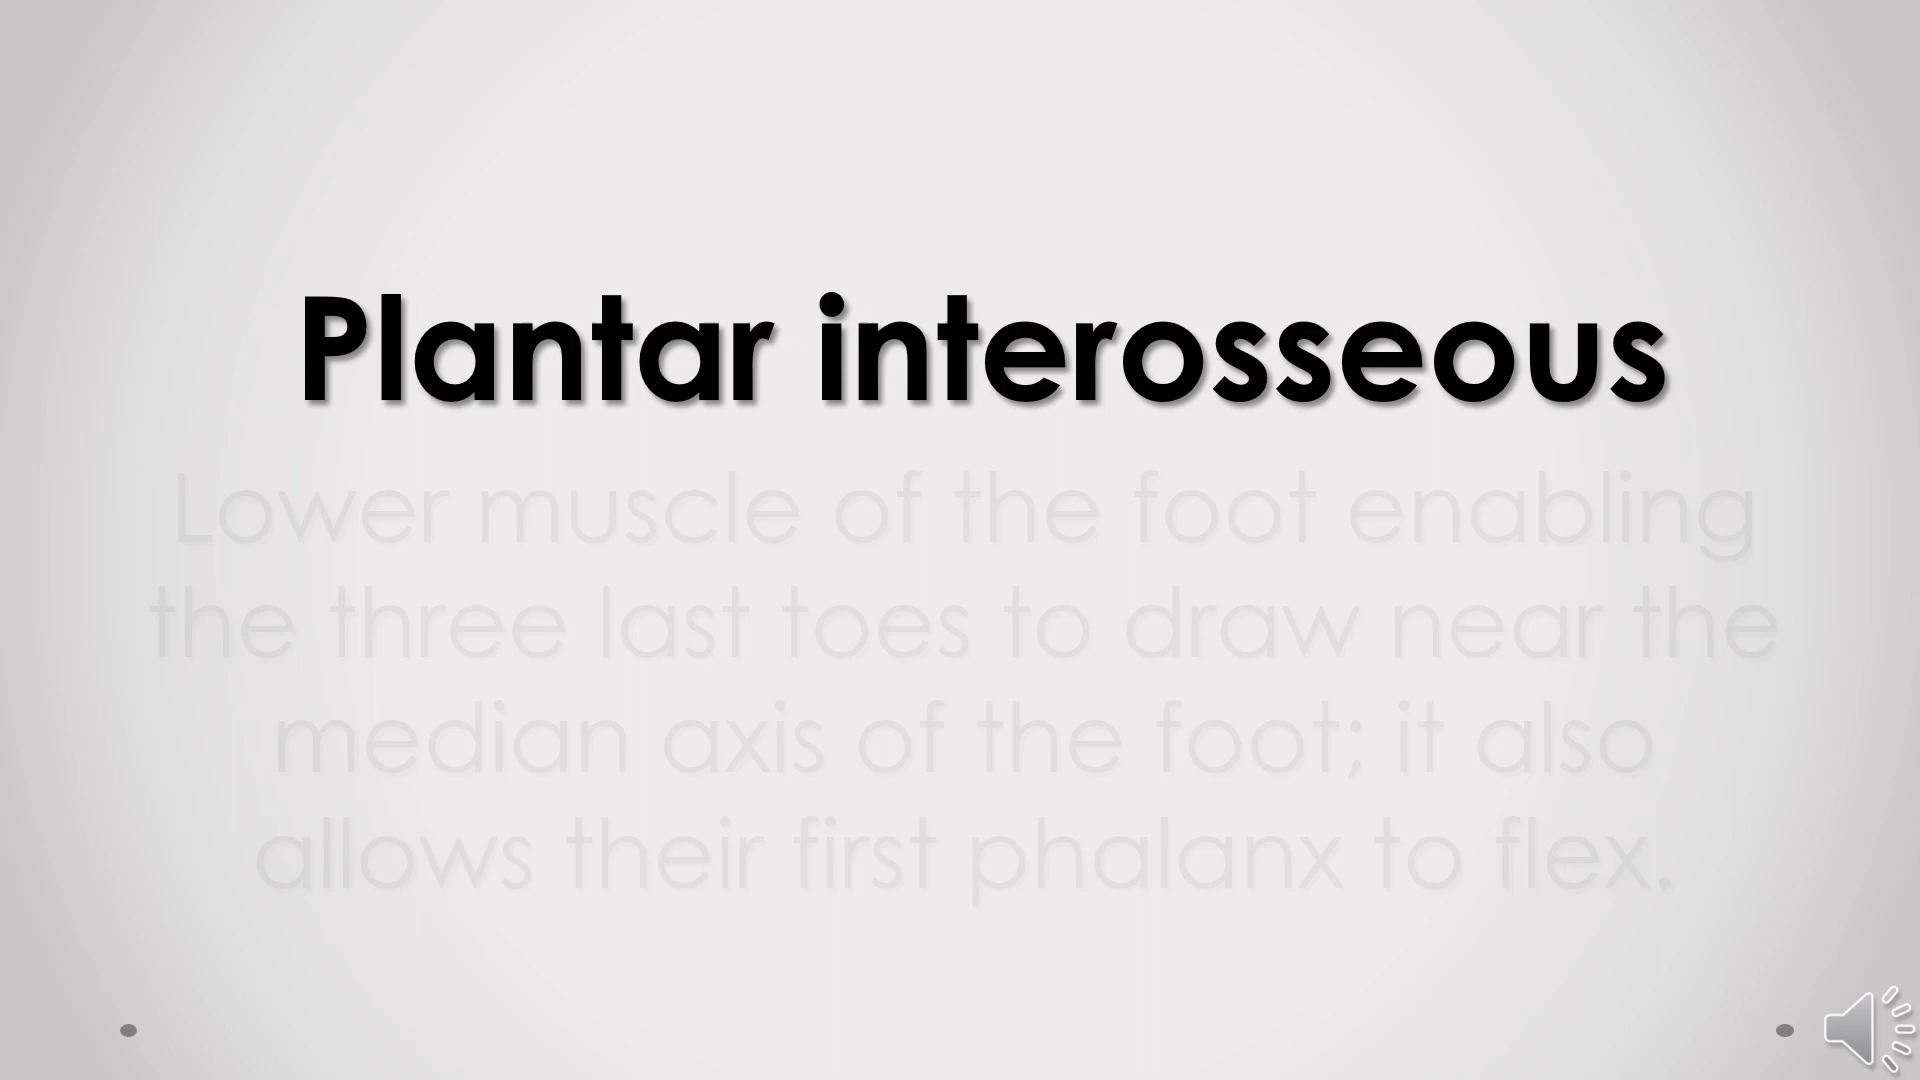 Plantar interosseous
Lower muscle of the foot enabling
the three last toes to draw near the
median axis of the foot; it also
allows their first phalanx to flex.